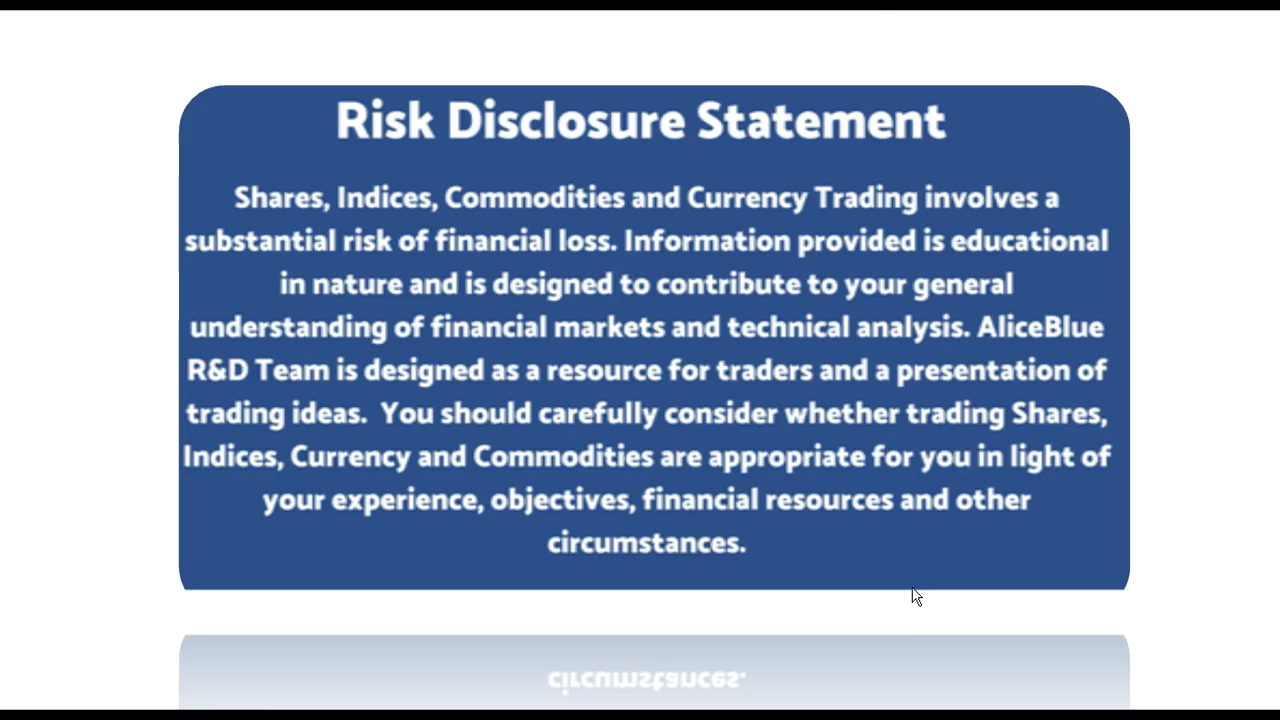 Risk Disclosure Statement
Shares, Indices, Commodities and Currency Trading involves a
substantial risk of financial loss. Information provided is educational
in nature and is designed to contribute to your general
understanding of financial markets and technical analysis. AliceBlue
R&D Team is designed as a resource for traders and a presentation of
trading ideas.  You should carefully consider whether trading Shares,
Indices, Currency and Commodities are appropriate for you in light of
your experience, objectives, financial resources and other
circumstances.
circumstances.